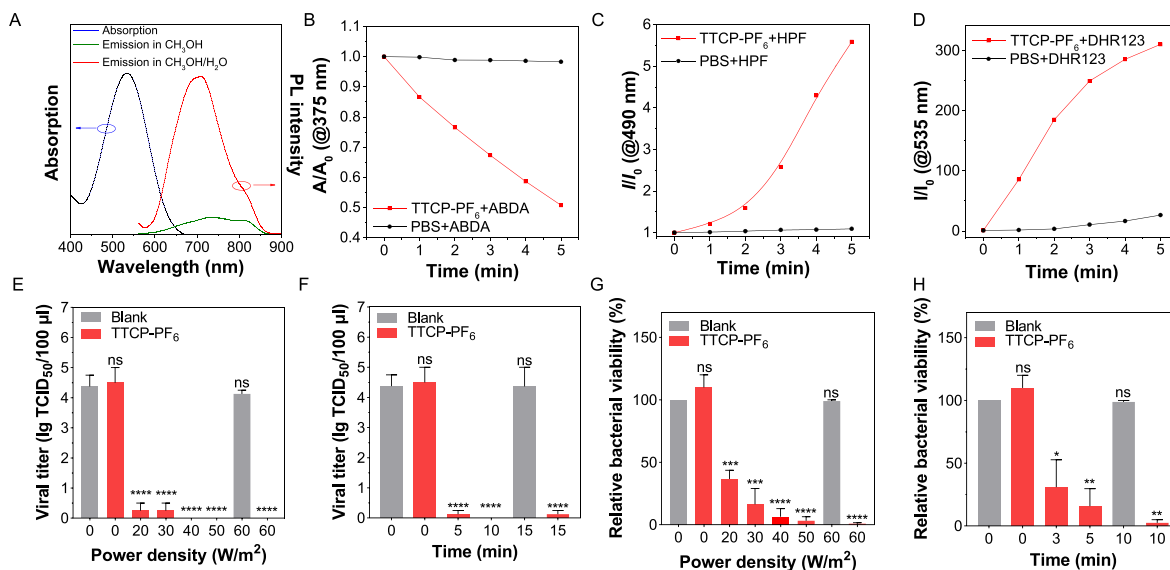 A
Absorption
Emission in CH₃OH
Emission in CH₃OH/H₂O
Absorption
PL intensity
400 500 600 700 800 900
Wavelength (nm)
B
A/A₀ (@375 nm)
1.1
1.0
0.9
0.8
0.7
0.6
0.5
0.4
TTCP-PF₆+ABDA
PBS+ABDA
0 1 2 3 4 5
Time (min)
C
I/I₀ (@490 nm)
6
5
4
3
2
1
TTCP-PF₆+HPF
PBS+HPF
0 1 2 3 4 5
Time (min)
D
I/I₀ (@535 nm)
300
200
100
0
TTCP-PF₆+DHR123
PBS+DHR123
0 1 2 3 4 5
Time (min)
E
Viral titer (lg TCID₅₀/100 µl)
7
6
5
4
3
2
1
0
Blank
TTCP-PF₆
ns
**** **** **** ****
ns
****
0 0 20 30 40 50 60 60
Power density (W/m²)
F
Viral titer (lg TCID₅₀/100 µl)
7
6
5
4
3
2
1
0
Blank
TTCP-PF₆
ns
**** ****
ns
****
0 0 5 10 15 15
Time (min)
G
Relative bacterial viability (%)
150
100
50
0
Blank
TTCP-PF₆
ns
***
***
****
****
ns
****
0 0 20 30 40 50 60 60
Power density (W/m²)
H
Relative bacterial viability (%)
150
100
50
0
Blank
TTCP-PF₆
ns
*
**
ns
**
0 0 3 5 10 10
Time (min)